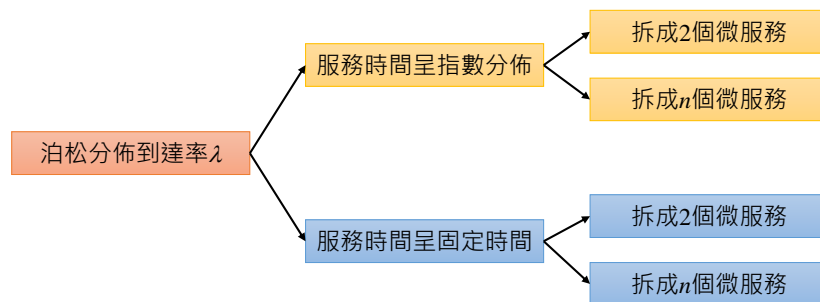 泊松分佈到達率λ
服務時間呈指數分佈
拆成2個微服務
拆成n個微服務
服務時間呈固定時間
拆成2個微服務
拆成n個微服務